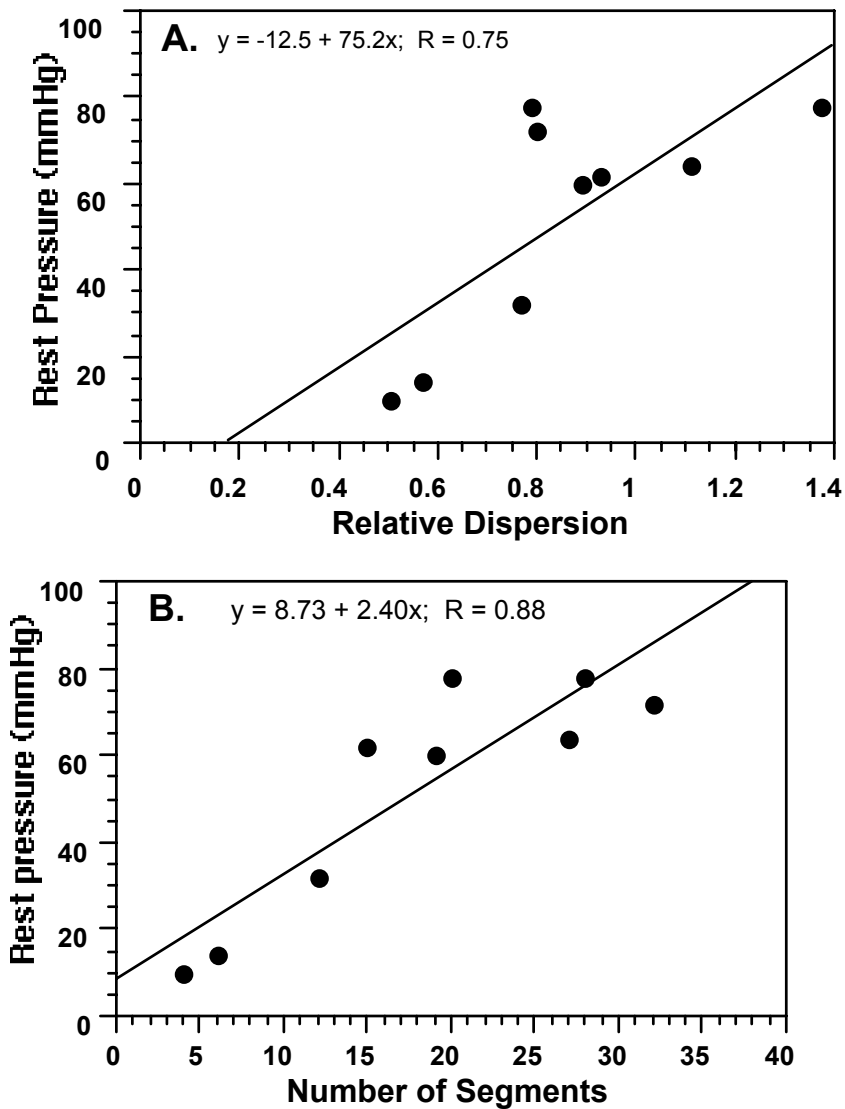 A. y = -12.5 + 75.2x; R = 0.75
Rest Pressure (mmHg)
100
80
60
40
20
0
0 0.2 0.4 0.6 0.8 1 1.2 1.4
Relative Dispersion
B. y = 8.73 + 2.40x; R = 0.88
Rest pressure (mmHg)
100
80
60
40
20
0
0 5 10 15 20 25 30 35 40
Number of Segments